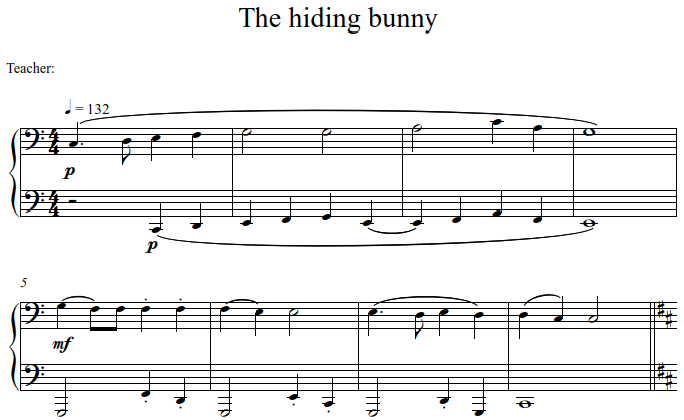 The hiding bunny
Teacher:
♩ = 132
p
p
5
mf